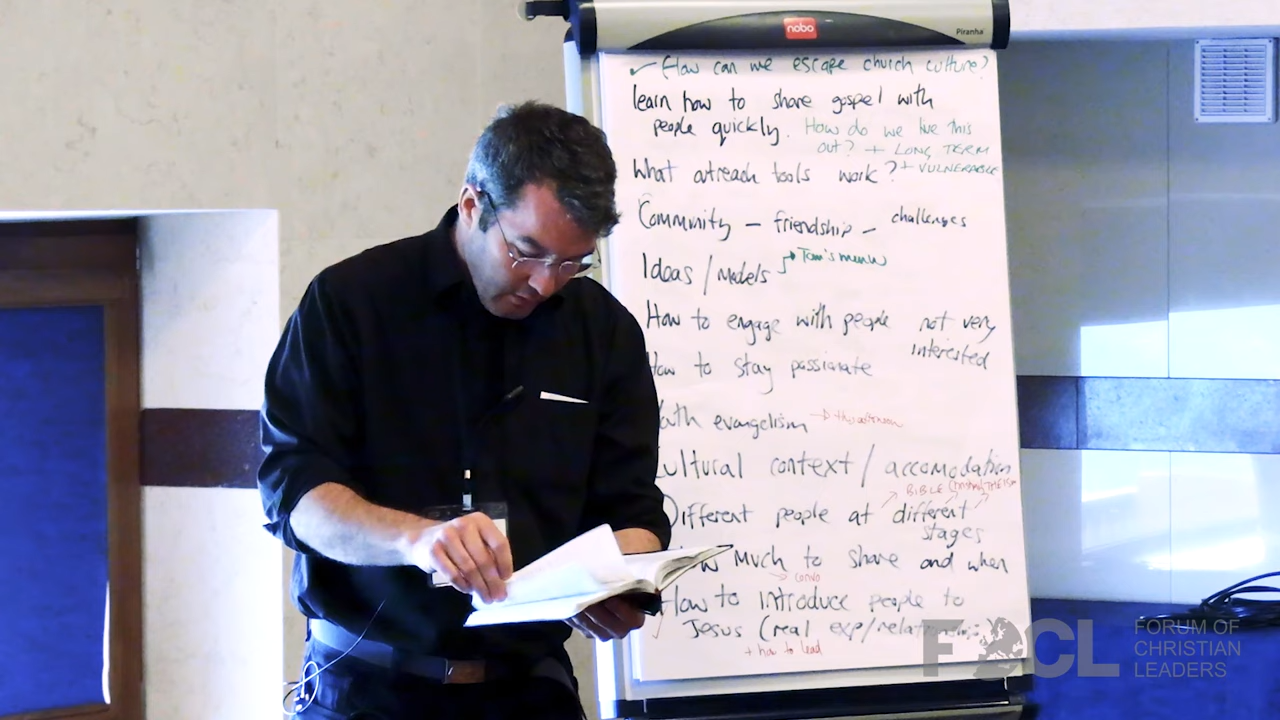 nobo
Piranha
How can we escape church culture?
learn how to share gospel with
people quickly. How do we live this
out? + LONG TERM
What outreach tools work? + VULNERABLE
Community - friendship - challenges
Ideas / Models → Tom's menu
How to engage with people not very
interested
How to stay passionate
evangelism → this afternoon
Cultural context / accomodation
BIBLE
Different people at different
stages
Much to share and when
→ convo
How to introduce people to
Jesus (real exp/relationship)
+ how to lead
FOCL
FORUM OF
CHRISTIAN
LEADERS